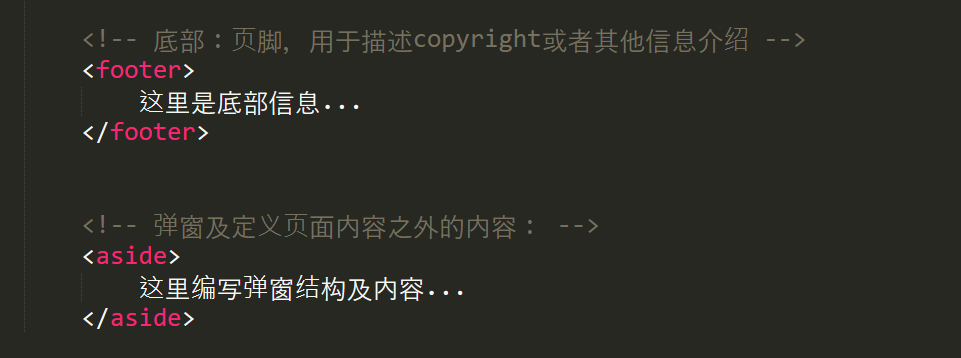 <!-- 底部：页脚，用于描述copyright或者其他信息介绍 -->
<footer>
这里是底部信息...
</footer>
<!-- 弹窗及定义页面内容之外的内容： -->
<aside>
这里编写弹窗结构及内容...
</aside>